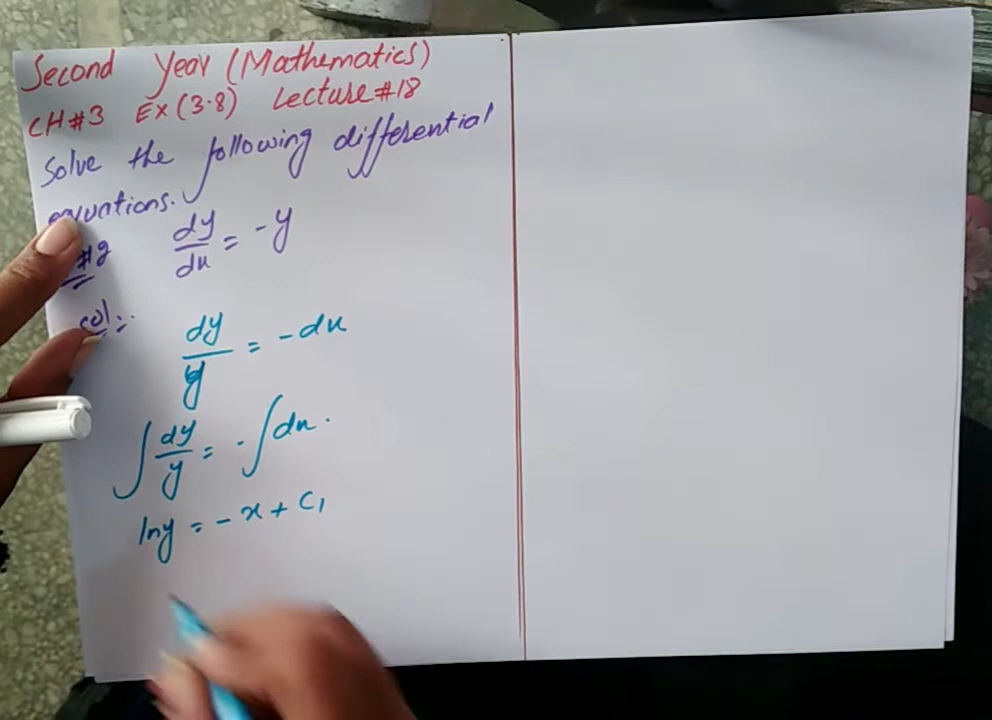 Second Year (Mathematics)
CH#3 EX (3.8) Lecture#18
Solve the following differential
equations.
#2 dy/dx = -y
Sol:-
dy/y = -dx
∫ dy/y = -∫ dx.
lny = -x + C₁